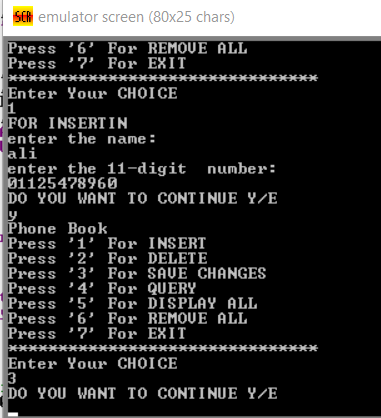 SCR emulator screen (80x25 chars)
Press '6' For REMOVE ALL
Press '7' For EXIT
*******************************
Enter Your CHOICE
1
FOR INSERTIN
enter the name:
ali
enter the 11-digit  number:
01125478960
DO YOU WANT TO CONTINUE Y/E
y
Phone Book
Press '1' For INSERT
Press '2' For DELETE
Press '3' For SAVE CHANGES
Press '4' For QUERY
Press '5' For DISPLAY ALL
Press '6' For REMOVE ALL
Press '7' For EXIT
*******************************
Enter Your CHOICE
3
DO YOU WANT TO CONTINUE Y/E